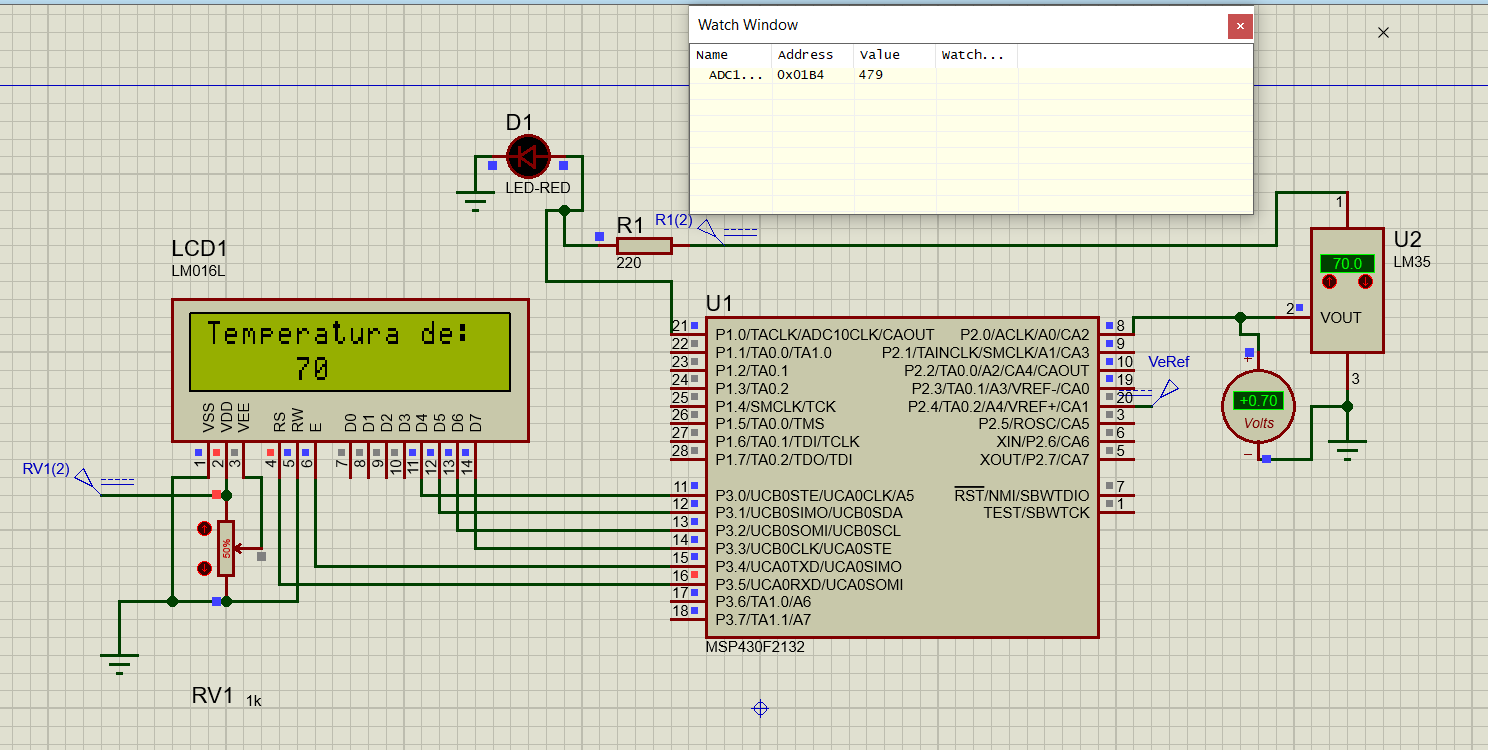 Watch Window
Name Address Value Watch...
ADC1... 0x01B4 479
D1
LED-RED
R1
R1(2)
220
LCD1
LM016L
Temperatura de:
70
VSS VDD VEE RS RW E D0 D1 D2 D3 D4 D5 D6 D7
1 2 3 4 5 6 7 8 9 10 11 12 13 14
RV1(2)
50%
RV1 1k
U1
21 P1.0/TACLK/ADC10CLK/CAOUT P2.0/ACLK/A0/CA2 8
22 P1.1/TA0.0/TA1.0 P2.1/TAINCLK/SMCLK/A1/CA3 9
23 P1.2/TA0.1 P2.2/TA0.0/A2/CA4/CAOUT 10
24 P1.3/TA0.2 P2.3/TA0.1/A3/VREF-/CA0 19
25 P1.4/SMCLK/TCK P2.4/TA0.2/A4/VREF+/CA1 20
26 P1.5/TA0.0/TMS P2.5/ROSC/CA5 3
27 P1.6/TA0.1/TDI/TCLK XIN/P2.6/CA6 6
28 P1.7/TA0.2/TDO/TDI XOUT/P2.7/CA7 5
11 P3.0/UCB0STE/UCA0CLK/A5 RST/NMI/SBWTDIO 7
12 P3.1/UCB0SIMO/UCB0SDA TEST/SBWTCK 1
13 P3.2/UCB0SOMI/UCB0SCL
14 P3.3/UCB0CLK/UCA0STE
15 P3.4/UCA0TXD/UCA0SIMO
16 P3.5/UCA0RXD/UCA0SOMI
17 P3.6/TA1.0/A6
18 P3.7/TA1.1/A7
MSP430F2132
VeRef
+0.70
Volts
U2
LM35
1
70.0
2 VOUT
3